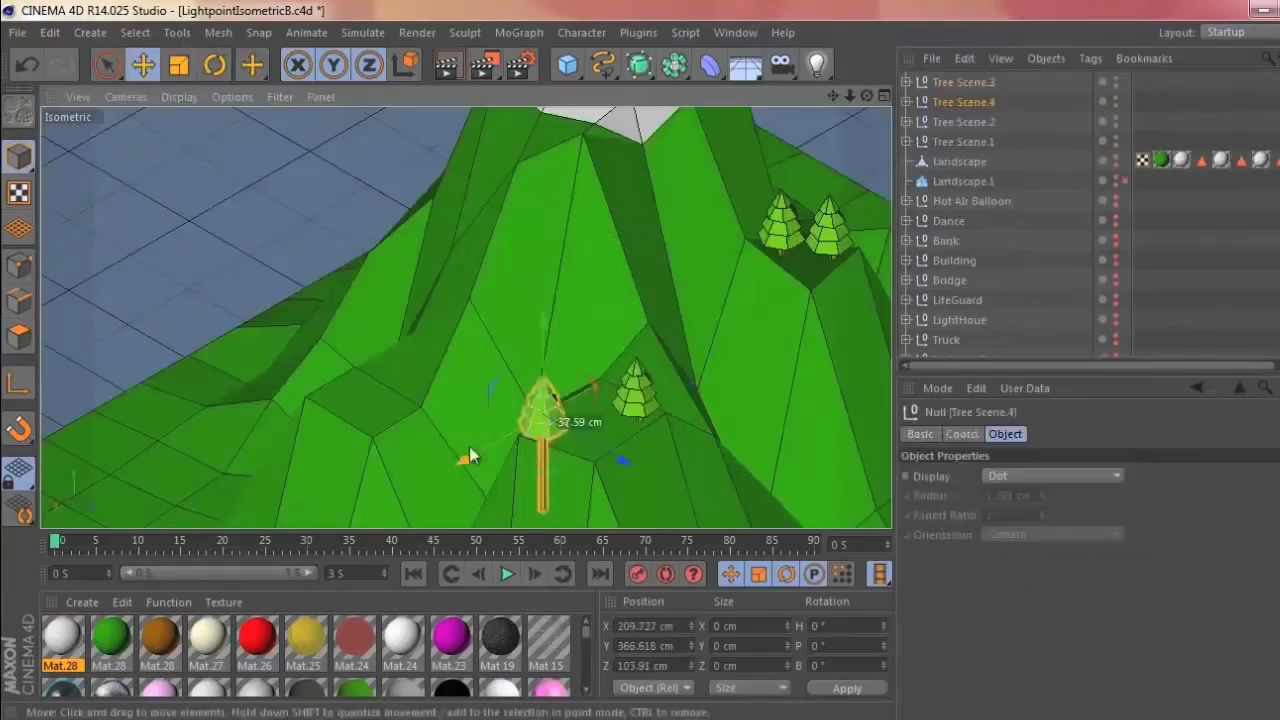 CINEMA 4D R14.025 Studio - [LightpointIsometricB.c4d *]
File Edit Create Select Tools Mesh Snap Animate Simulate Render Sculpt MoGraph Character Plugins Script Window Help Layout: Startup
File Edit View Objects Tags Bookmarks
View Cameras Display Options Filter Panel
Isometric
Tree Scene.3
Tree Scene.4
Tree Scene.2
Tree Scene.1
Landscape
Landscape.1
Hot Air Balloon
Dance
Bank
Building
Bridge
LifeGuard
LightHoue
Truck
Mode Edit User Data
Null [Tree Scene.4]
Basic Coord. Object
Object Properties
Display Dot
Radius
Aspect Ratio
Orientation Camera
37.59 cm
0 5 10 15 20 25 30 35 40 45 50 55 60 65 70 75 80 85 90 0 S
0 S 0 S 3 S 3 S
Create Edit Function Texture
Mat.28 Mat.28 Mat.28 Mat.27 Mat.26 Mat.25 Mat.24 Mat.24 Mat.23 Mat 19 Mat 15
Position Size Rotation
X 209.727 cm X 0 cm H 0 °
Y 366.618 cm Y 0 cm P 0 °
Z 103.91 cm Z 0 cm B 0 °
Object (Rel) Size Apply
MAXON
CINEMA 4D
Move: Click and drag to move elements. Hold down SHIFT to quantize movement / add to the selection in point mode, CTRL to remove.